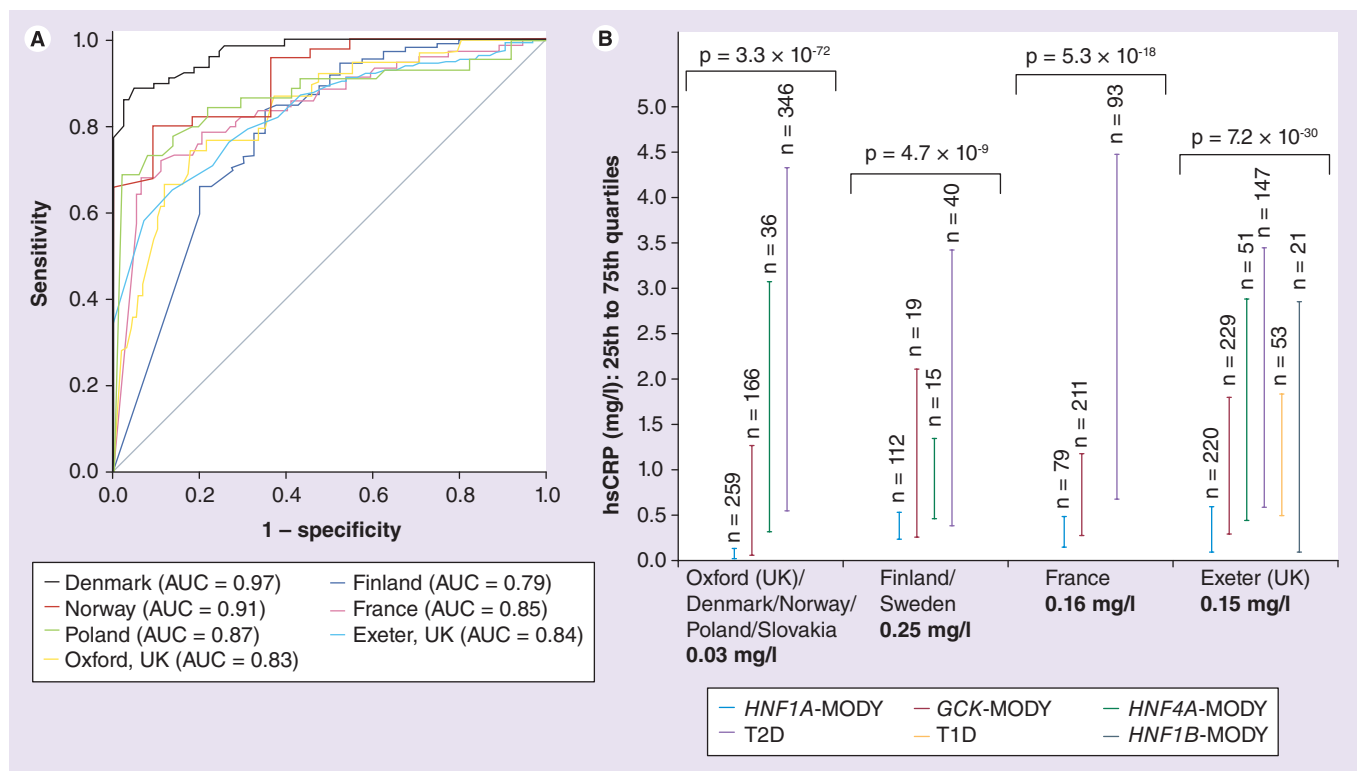 A
1.0
0.8
0.6
0.4
0.2
0.0
Sensitivity
0.0 0.2 0.4 0.6 0.8 1.0
1 – specificity
Denmark (AUC = 0.97)
Norway (AUC = 0.91)
Poland (AUC = 0.87)
Oxford, UK (AUC = 0.83)
Finland (AUC = 0.79)
France (AUC = 0.85)
Exeter, UK (AUC = 0.84)
B
hsCRP (mg/l): 25th to 75th quartiles
5.0
4.5
4.0
3.5
3.0
2.5
2.0
1.5
1.0
0.5
0.0
p = 3.3 × 10-72
n = 259
n = 166
n = 36
n = 346
p = 4.7 × 10-9
n = 112
n = 19
n = 15
n = 40
p = 5.3 × 10-18
n = 79
n = 211
n = 93
p = 7.2 × 10-30
n = 220
n = 229
n = 51
n = 147
n = 53
n = 21
Oxford (UK)/
Denmark/Norway/
Poland/Slovakia
0.03 mg/l
Finland/
Sweden
0.25 mg/l
France
0.16 mg/l
Exeter (UK)
0.15 mg/l
HNF1A-MODY
GCK-MODY
HNF4A-MODY
T2D
T1D
HNF1B-MODY